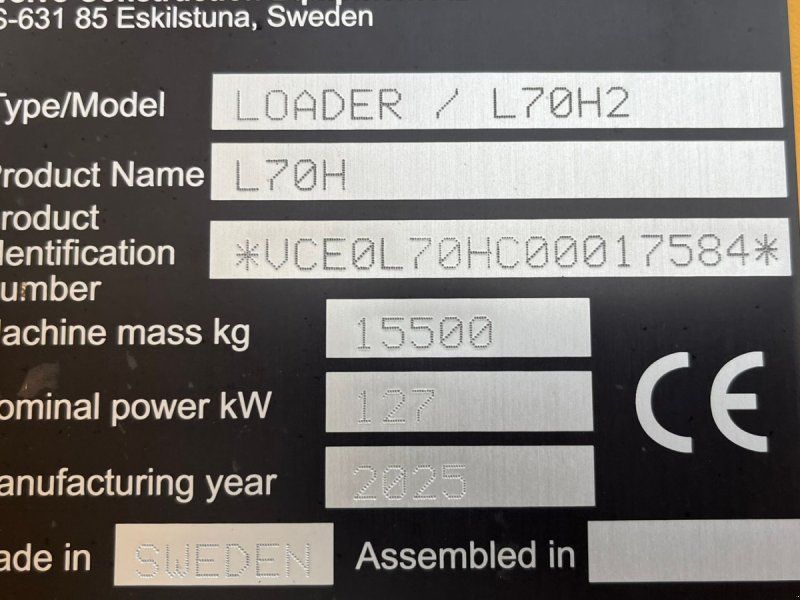 S-631 85 Eskilstuna, Sweden
Type/Model LOADER / L70H2
Product Name L70H
Product
Identification
Number *VCE0L70HC00017584*
Machine mass kg 15500
Nominal power kW 127
Manufacturing year 2025
Made in SWEDEN Assembled in
CE